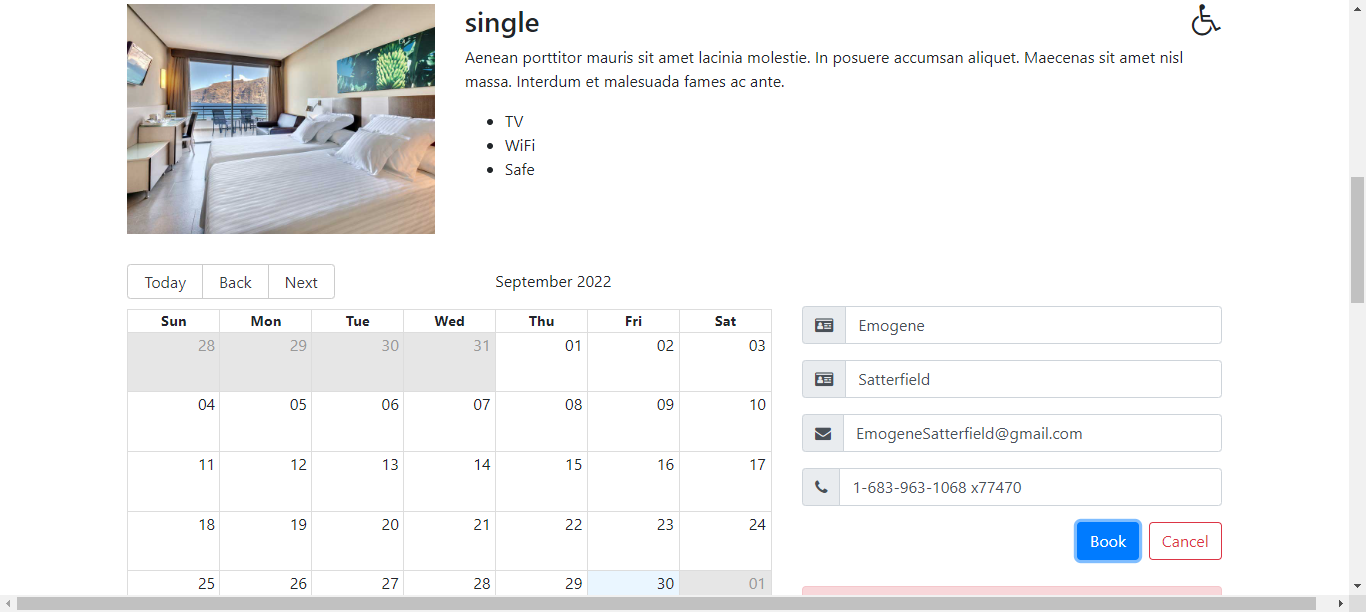 single
Aenean porttitor mauris sit amet lacinia molestie. In posuere accumsan aliquet. Maecenas sit amet nisl
massa. Interdum et malesuada fames ac ante.
TV
WiFi
Safe
Today Back Next September 2022
Sun Mon Tue Wed Thu Fri Sat
28 29 30 31 01 02 03
04 05 06 07 08 09 10
11 12 13 14 15 16 17
18 19 20 21 22 23 24
25 26 27 28 29 30 01
Emogene
Satterfield
EmogeneSatterfield@gmail.com
1-683-963-1068 x77470
Book Cancel